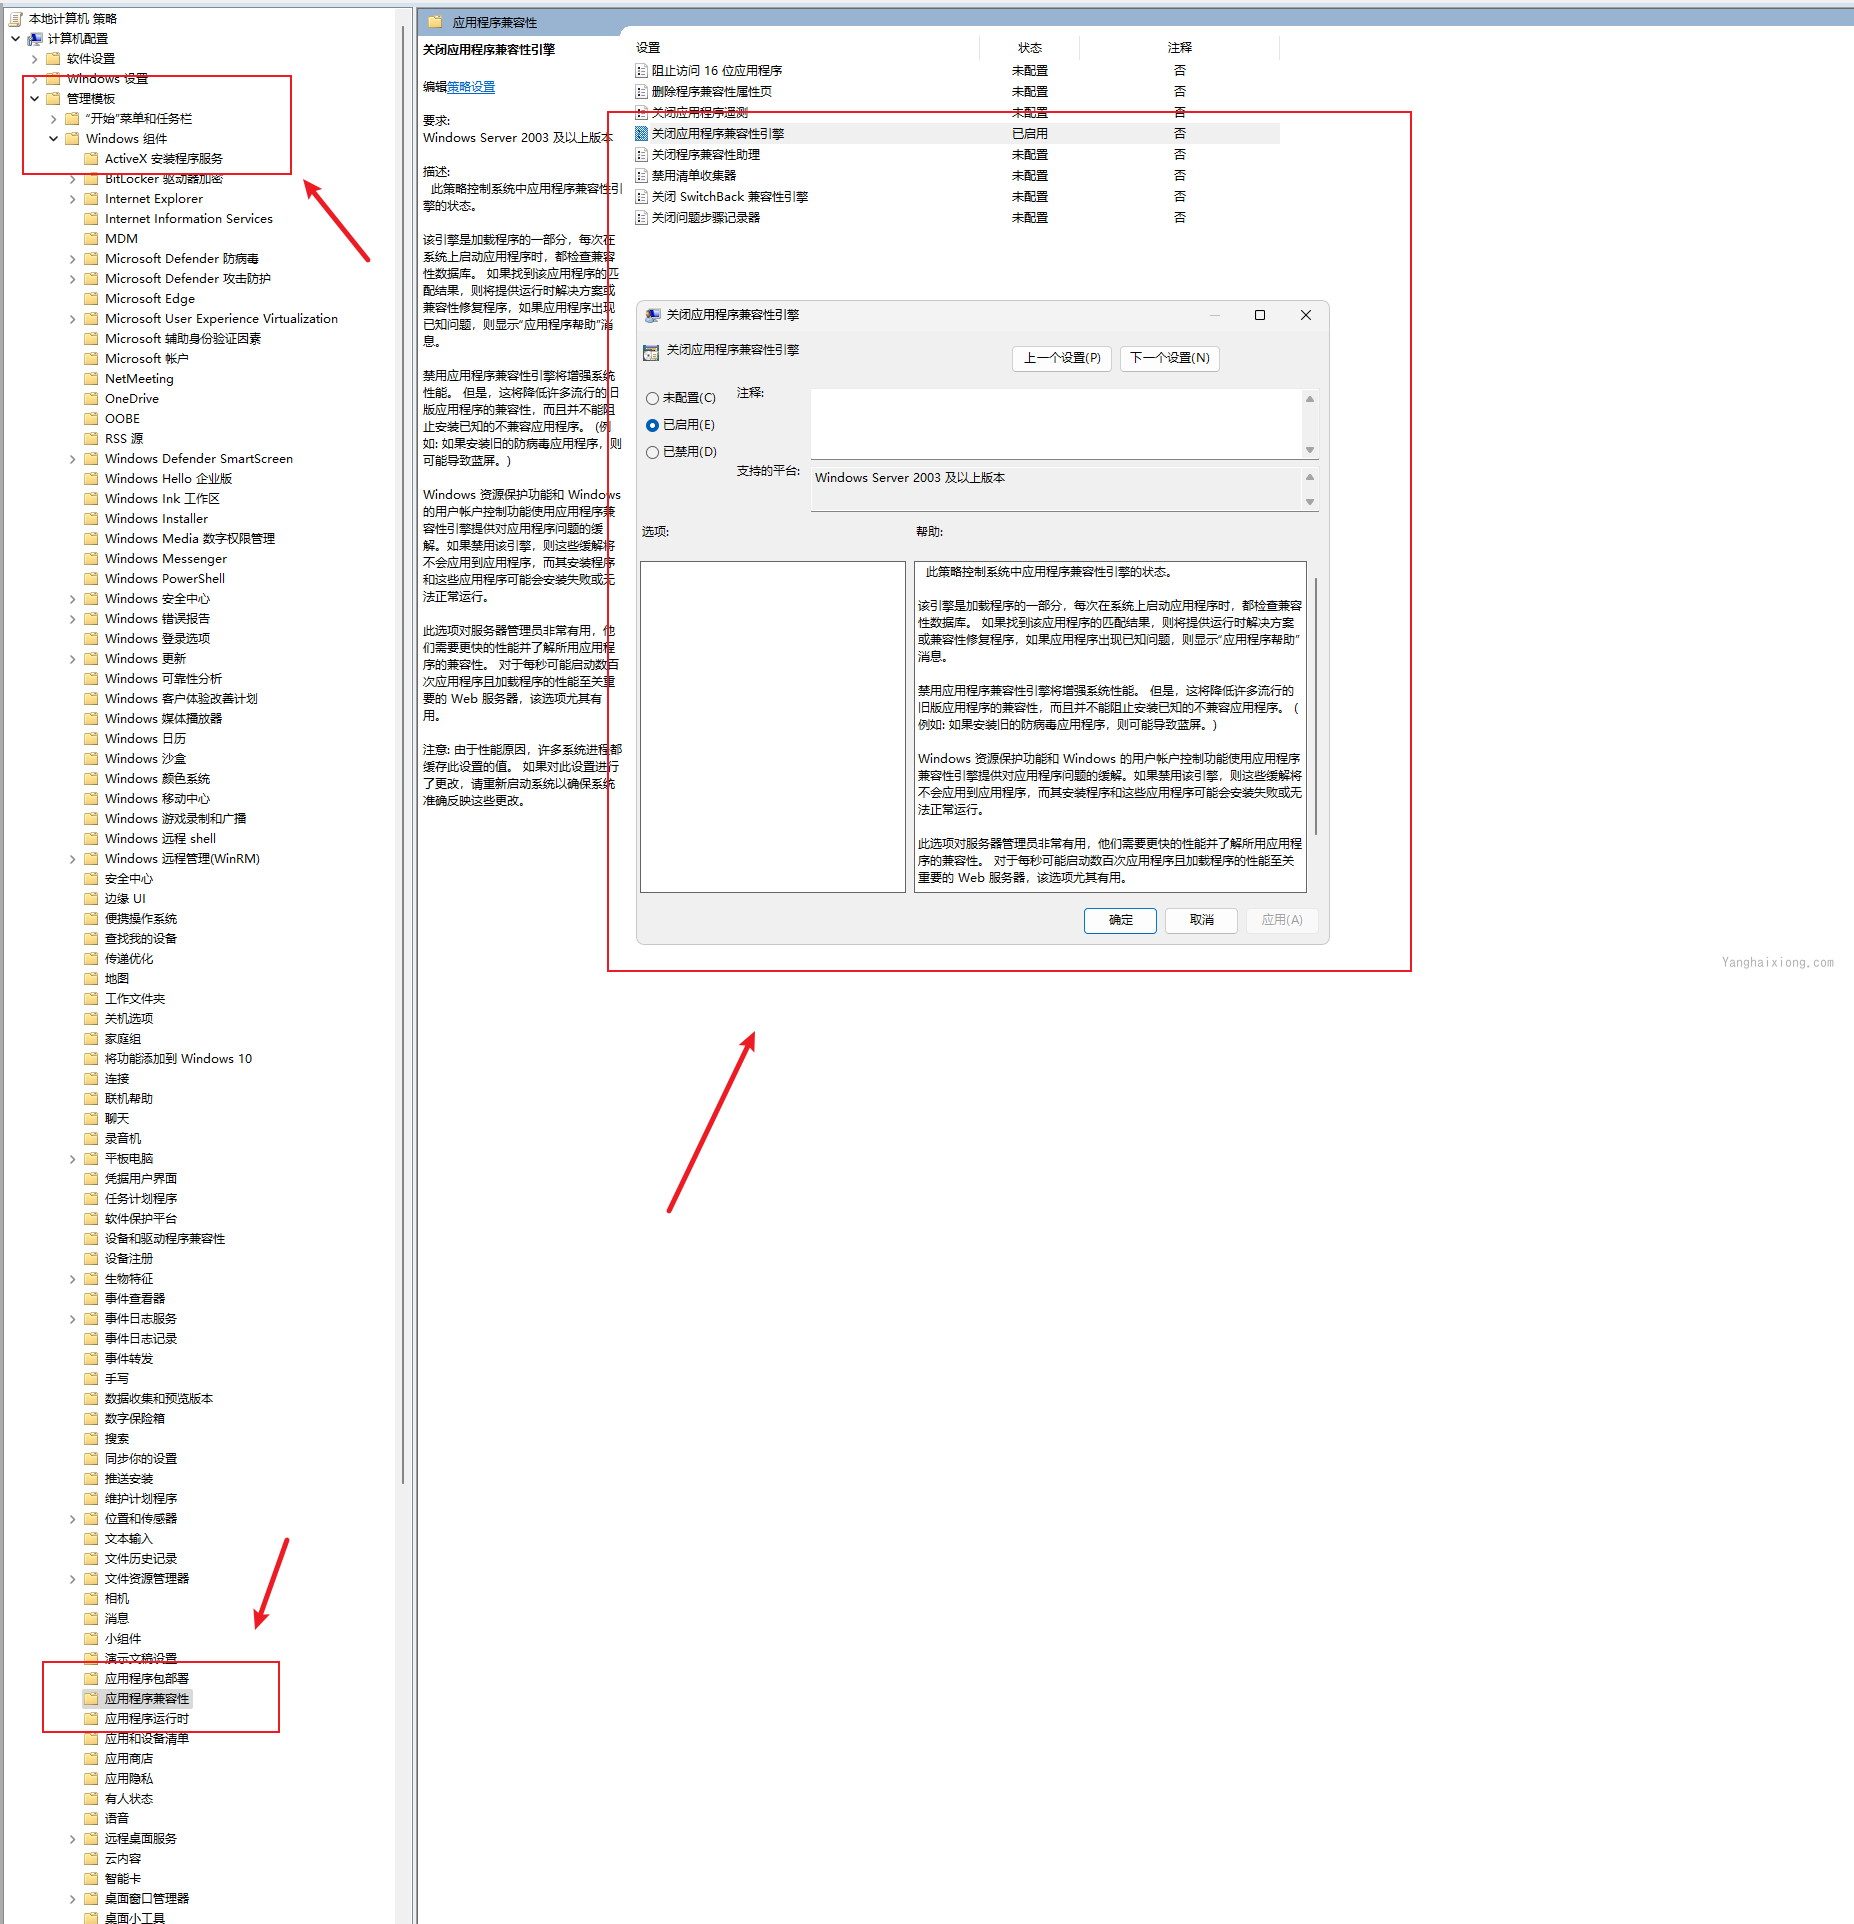 本地计算机 策略
计算机配置
软件设置
Windows 设置
管理模板
“开始”菜单和任务栏
Windows 组件
ActiveX 安装程序服务
BitLocker 驱动器加密
Internet Explorer
Internet Information Services
MDM
Microsoft Defender 防病毒
Microsoft Defender 攻击防护
Microsoft Edge
Microsoft User Experience Virtualization
Microsoft 辅助身份验证因素
Microsoft 帐户
NetMeeting
OneDrive
OOBE
RSS 源
Windows Defender SmartScreen
Windows Hello 企业版
Windows Ink 工作区
Windows Installer
Windows Media 数字权限管理
Windows Messenger
Windows PowerShell
Windows 安全中心
Windows 错误报告
Windows 登录选项
Windows 更新
Windows 可靠性分析
Windows 客户体验改善计划
Windows 媒体播放器
Windows 日历
Windows 沙盒
Windows 颜色系统
Windows 移动中心
Windows 游戏录制和广播
Windows 远程 shell
Windows 远程管理(WinRM)
安全中心
边缘 UI
便携操作系统
查找我的设备
传递优化
地图
工作文件夹
关机选项
家庭组
将功能添加到 Windows 10
连接
联机帮助
聊天
录音机
平板电脑
凭据用户界面
任务计划程序
软件保护平台
设备和驱动程序兼容性
设备注册
生物特征
事件查看器
事件日志服务
事件日志记录
事件转发
手写
数据收集和预览版本
数字保险箱
搜索
同步你的设置
推送安装
维护计划程序
位置和传感器
文本输入
文件历史记录
文件资源管理器
相机
消息
小组件
演示文稿设置
应用程序包部署
应用程序兼容性
应用程序运行时
应用和设备清单
应用商店
应用隐私
有人状态
语音
远程桌面服务
云内容
智能卡
桌面窗口管理器
桌面小工具
应用程序兼容性
关闭应用程序兼容性引擎
编辑策略设置
要求:
Windows Server 2003 及以上版本
描述:
此策略控制系统中应用程序兼容性引
擎的状态。
该引擎是加载程序的一部分，每次在
系统上启动应用程序时，都检查兼容
性数据库。 如果找到该应用程序的匹
配结果，则将提供运行时解决方案或
兼容性修复程序，如果应用程序出现
已知问题，则显示“应用程序帮助”消
息。
禁用应用程序兼容性引擎将增强系统
性能。 但是，这将降低许多流行的旧
版应用程序的兼容性，而且并不能阻
止安装已知的不兼容应用程序。 (例
如: 如果安装旧的防病毒应用程序，则
可能导致蓝屏。)
Windows 资源保护功能和 Windows
的用户帐户控制功能使用应用程序兼
容性引擎提供对应用程序问题的缓
解。如果禁用该引擎，则这些缓解将
不会应用到应用程序，而其安装程序
和这些应用程序可能会安装失败或无
法正常运行。
此选项对服务器管理员非常有用，他
们需要更快的性能并了解所用应用程
序的兼容性。 对于每秒可能启动数百
次应用程序且加载程序的性能至关重
要的 Web 服务器，该选项尤其有
用。
注意: 由于性能原因，许多系统进程都
缓存此设置的值。 如果对此设置进行
了更改，请重新启动系统以确保系统
准确反映这些更改。
设置 状态 注释
阻止访问 16 位应用程序 未配置 否
删除程序兼容性属性页 未配置 否
关闭应用程序遥测 未配置 否
关闭应用程序兼容性引擎 已启用 否
关闭程序兼容性助理 未配置 否
禁用清单收集器 未配置 否
关闭 SwitchBack 兼容性引擎 未配置 否
关闭问题步骤记录器 未配置 否
关闭应用程序兼容性引擎
关闭应用程序兼容性引擎
上一个设置(P) 下一个设置(N)
未配置(C) 注释:
已启用(E)
已禁用(D)
支持的平台: Windows Server 2003 及以上版本
选项: 帮助:
此策略控制系统中应用程序兼容性引擎的状态。
该引擎是加载程序的一部分，每次在系统上启动应用程序时，都检查兼容
性数据库。 如果找到该应用程序的匹配结果，则将提供运行时解决方案
或兼容性修复程序，如果应用程序出现已知问题，则显示“应用程序帮助”
消息。
禁用应用程序兼容性引擎将增强系统性能。 但是，这将降低许多流行的
旧版应用程序的兼容性，而且并不能阻止安装已知的不兼容应用程序。 (
例如: 如果安装旧的防病毒应用程序，则可能导致蓝屏。)
Windows 资源保护功能和 Windows 的用户帐户控制功能使用应用程序
兼容性引擎提供对应用程序问题的缓解。如果禁用该引擎，则这些缓解将
不会应用到应用程序，而其安装程序和这些应用程序可能会安装失败或无
法正常运行。
此选项对服务器管理员非常有用，他们需要更快的性能并了解所用应用程
序的兼容性。 对于每秒可能启动数百次应用程序且加载程序的性能至关
重要的 Web 服务器，该选项尤其有用。
确定 取消 应用(A)
Yanghaixiong.com